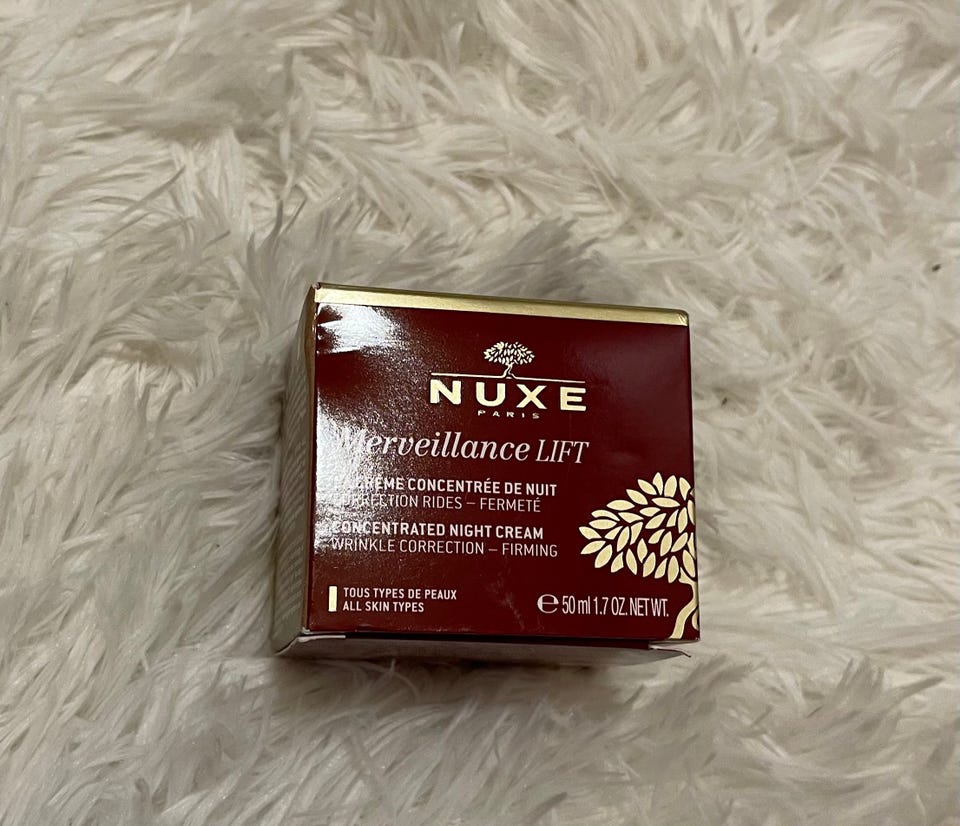 NUXE
PARIS
Merveillance LIFT
CRÈME CONCENTRÉE DE NUIT
CORRECTION RIDES – FERMETÉ
CONCENTRATED NIGHT CREAM
WRINKLE CORRECTION – FIRMING
TOUS TYPES DE PEAUX
ALL SKIN TYPES
℮ 50 ml 1.7 OZ. NET WT.